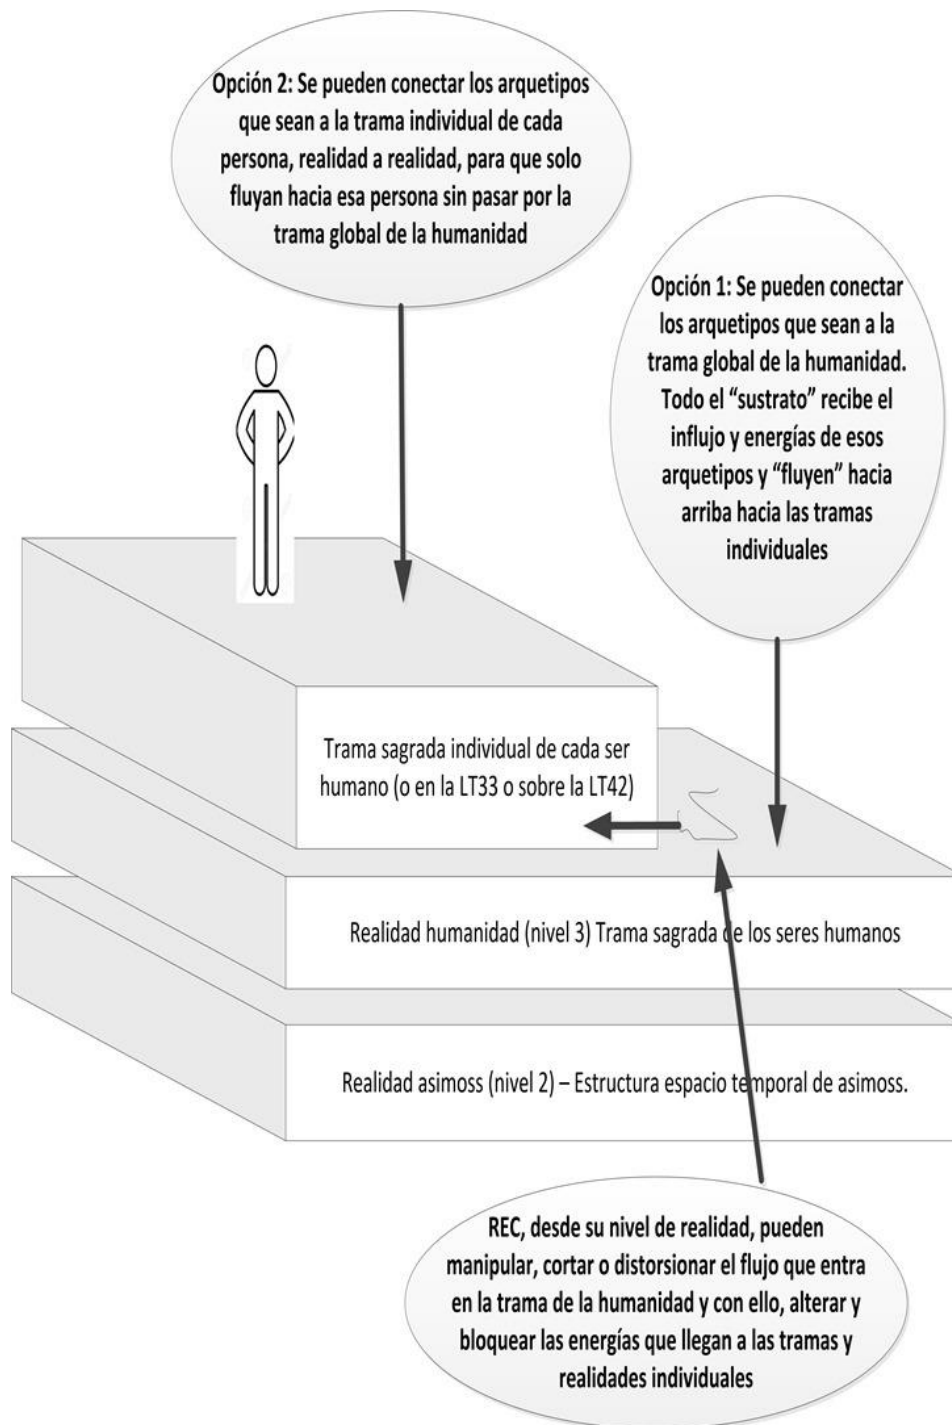 Opción 2: Se pueden conectar los arquetipos
que sean a la trama individual de cada
persona, realidad a realidad, para que solo
fluyan hacia esa persona sin pasar por la
trama global de la humanidad
Opción 1: Se pueden conectar
los arquetipos que sean a la
trama global de la humanidad.
Todo el “sustrato” recibe el
influjo y energías de esos
arquetipos y “fluyen” hacia
arriba hacia las tramas
individuales
Trama sagrada individual de cada ser
humano (o en la LT33 o sobre la LT42)
Realidad humanidad (nivel 3) Trama sagrada de los seres humanos
Realidad asimoss (nivel 2) – Estructura espacio temporal de asimoss.
REC, desde su nivel de realidad, pueden
manipular, cortar o distorsionar el flujo que entra
en la trama de la humanidad y con ello, alterar y
bloquear las energías que llegan a las tramas y
realidades individuales